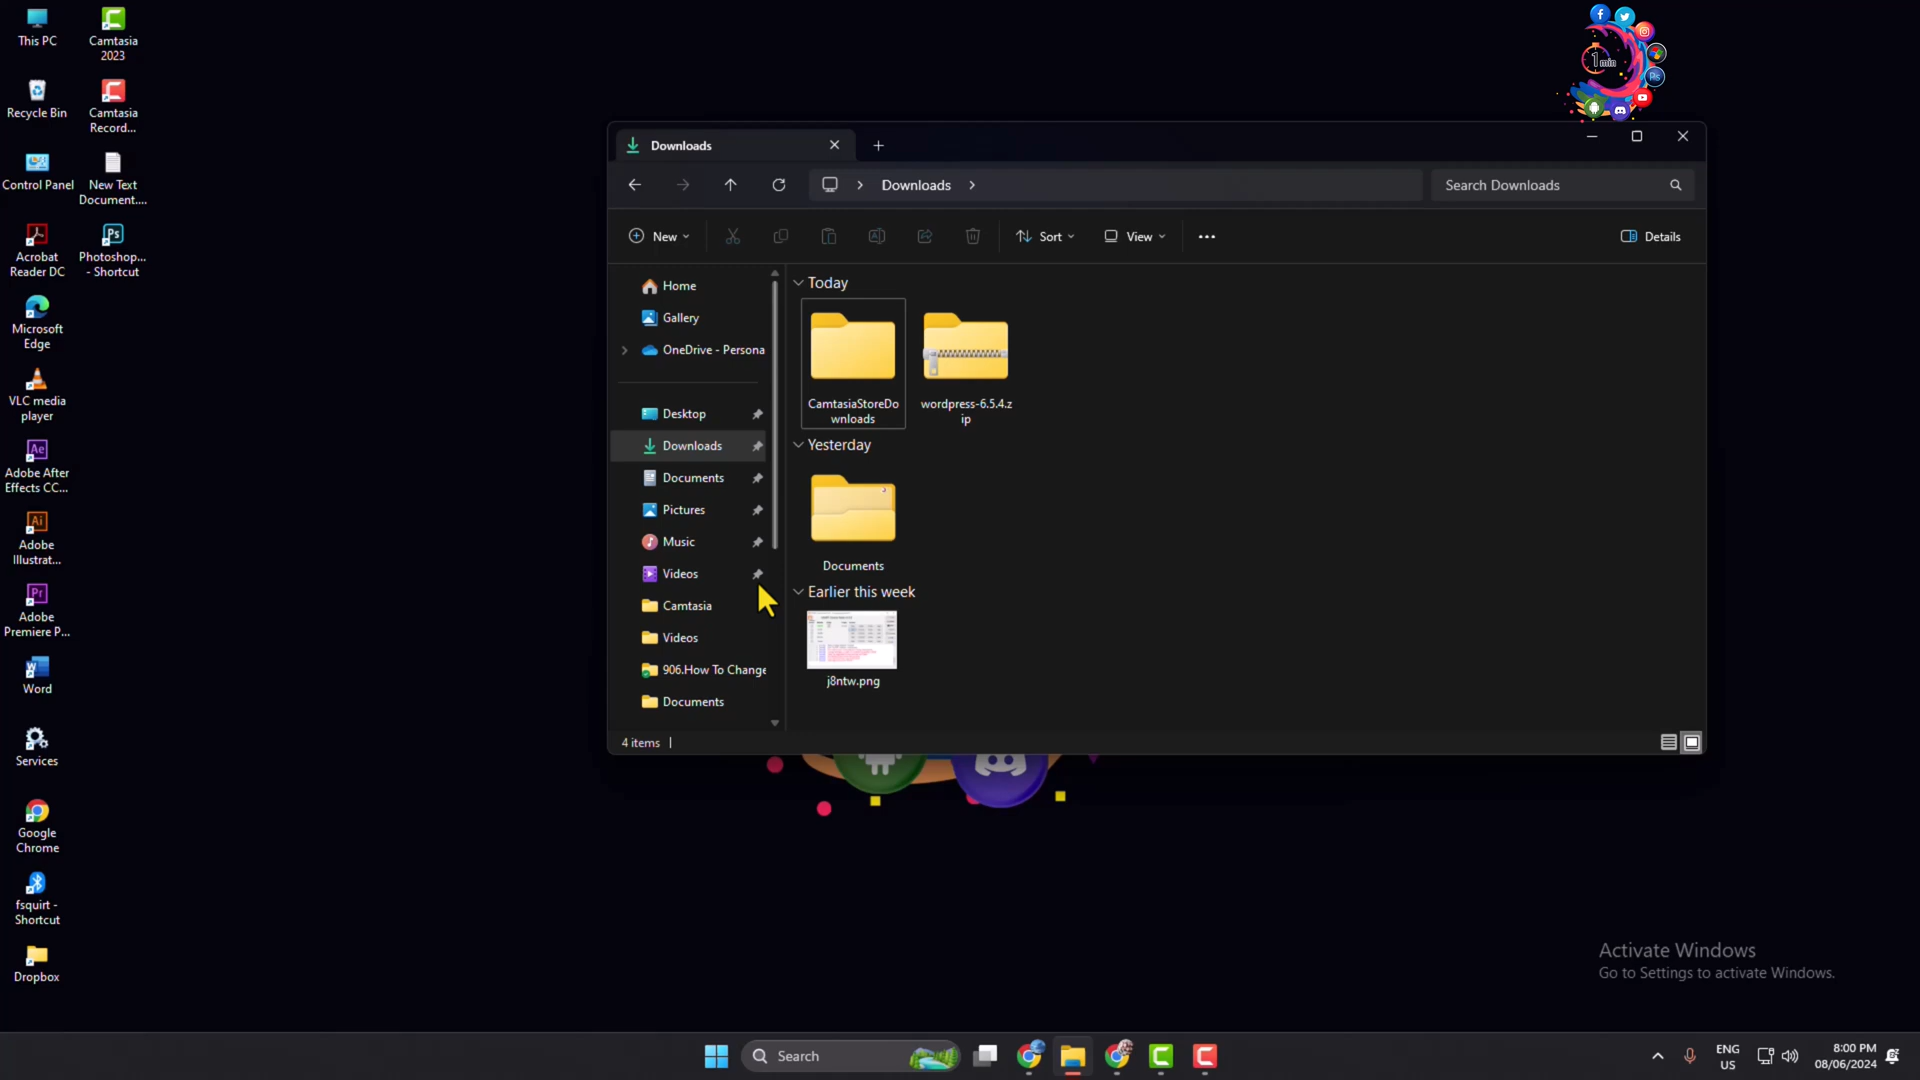 This PC
Camtasia
2023
Recycle Bin
Camtasia
Record...
Control Panel
New Text
Document....
Acrobat
Reader DC
Photoshop...
- Shortcut
Microsoft
Edge
VLC media
player
Adobe After
Effects CC...
Adobe
Illustrat...
Adobe
Premiere P...
Word
Services
Google
Chrome
fsquirt -
Shortcut
Dropbox
1 min
Downloads
Downloads
Search Downloads
New
Sort
View
Details
Home
Gallery
OneDrive - Persona
Desktop
Downloads
Documents
Pictures
Music
Videos
Camtasia
Videos
906.How To Change
Documents
Today
CamtasiaStoreDo
wnloads
wordpress-6.5.4.z
ip
Yesterday
Documents
Earlier this week
j8ntw.png
4 items
Activate Windows
Go to Settings to activate Windows.
Search
ENG
US
8:00 PM
08/06/2024